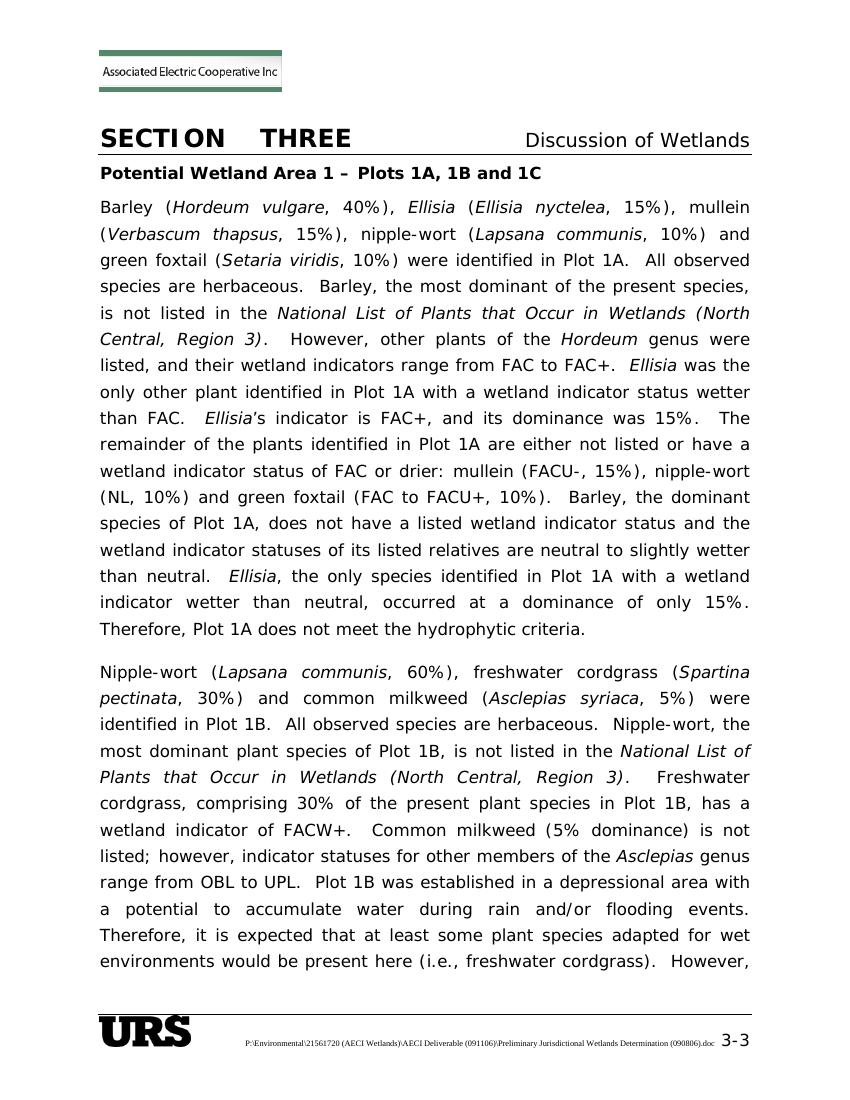 Associated Electric Cooperative Inc
SECTION THREE Discussion of Wetlands
Potential Wetland Area 1 – Plots 1A, 1B and 1C
Barley (Hordeum vulgare, 40%), Ellisia (Ellisia nyctelea, 15%), mullein
(Verbascum thapsus, 15%), nipple-wort (Lapsana communis, 10%) and
green foxtail (Setaria viridis, 10%) were identified in Plot 1A. All observed
species are herbaceous. Barley, the most dominant of the present species,
is not listed in the National List of Plants that Occur in Wetlands (North
Central, Region 3). However, other plants of the Hordeum genus were
listed, and their wetland indicators range from FAC to FAC+. Ellisia was the
only other plant identified in Plot 1A with a wetland indicator status wetter
than FAC. Ellisia’s indicator is FAC+, and its dominance was 15%. The
remainder of the plants identified in Plot 1A are either not listed or have a
wetland indicator status of FAC or drier: mullein (FACU-, 15%), nipple-wort
(NL, 10%) and green foxtail (FAC to FACU+, 10%). Barley, the dominant
species of Plot 1A, does not have a listed wetland indicator status and the
wetland indicator statuses of its listed relatives are neutral to slightly wetter
than neutral. Ellisia, the only species identified in Plot 1A with a wetland
indicator wetter than neutral, occurred at a dominance of only 15%.
Therefore, Plot 1A does not meet the hydrophytic criteria.
Nipple-wort (Lapsana communis, 60%), freshwater cordgrass (Spartina
pectinata, 30%) and common milkweed (Asclepias syriaca, 5%) were
identified in Plot 1B. All observed species are herbaceous. Nipple-wort, the
most dominant plant species of Plot 1B, is not listed in the National List of
Plants that Occur in Wetlands (North Central, Region 3). Freshwater
cordgrass, comprising 30% of the present plant species in Plot 1B, has a
wetland indicator of FACW+. Common milkweed (5% dominance) is not
listed; however, indicator statuses for other members of the Asclepias genus
range from OBL to UPL. Plot 1B was established in a depressional area with
a potential to accumulate water during rain and/or flooding events.
Therefore, it is expected that at least some plant species adapted for wet
environments would be present here (i.e., freshwater cordgrass). However,
URS P:\Environmental\21561720 (AECI Wetlands)\AECI Deliverable (091106)\Preliminary Jurisdictional Wetlands Determination (090806).doc 3-3